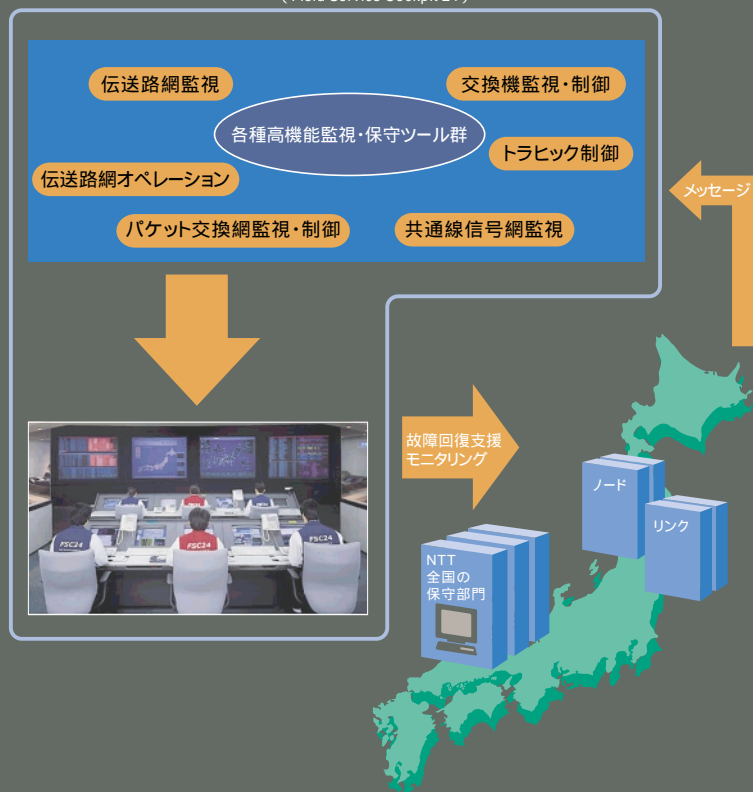 (Field Service Cockpit 24)
伝送路網監視
交換機監視・制御
各種高機能監視・保守ツール群
トラヒック制御
伝送路網オペレーション
パケット交換網監視・制御
共通線信号網監視
メッセージ
故障回復支援
モニタリング
ノード
リンク
NTT
全国の
保守部門
FSC24
FSC24
FSC24